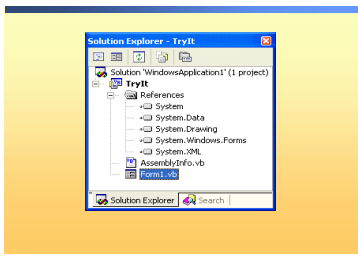 Solution Explorer - TryIt
Solution 'WindowsApplication1' (1 project)
TryIt
References
System
System.Data
System.Drawing
System.Windows.Forms
System.XML
AssemblyInfo.vb
Form1.vb
Solution Explorer
Search